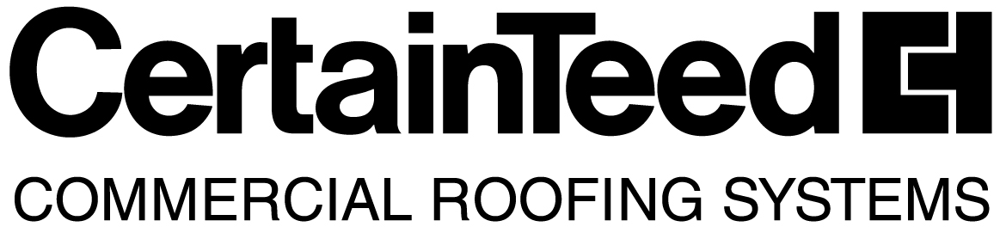 CertainTeed
COMMERCIAL ROOFING SYSTEMS